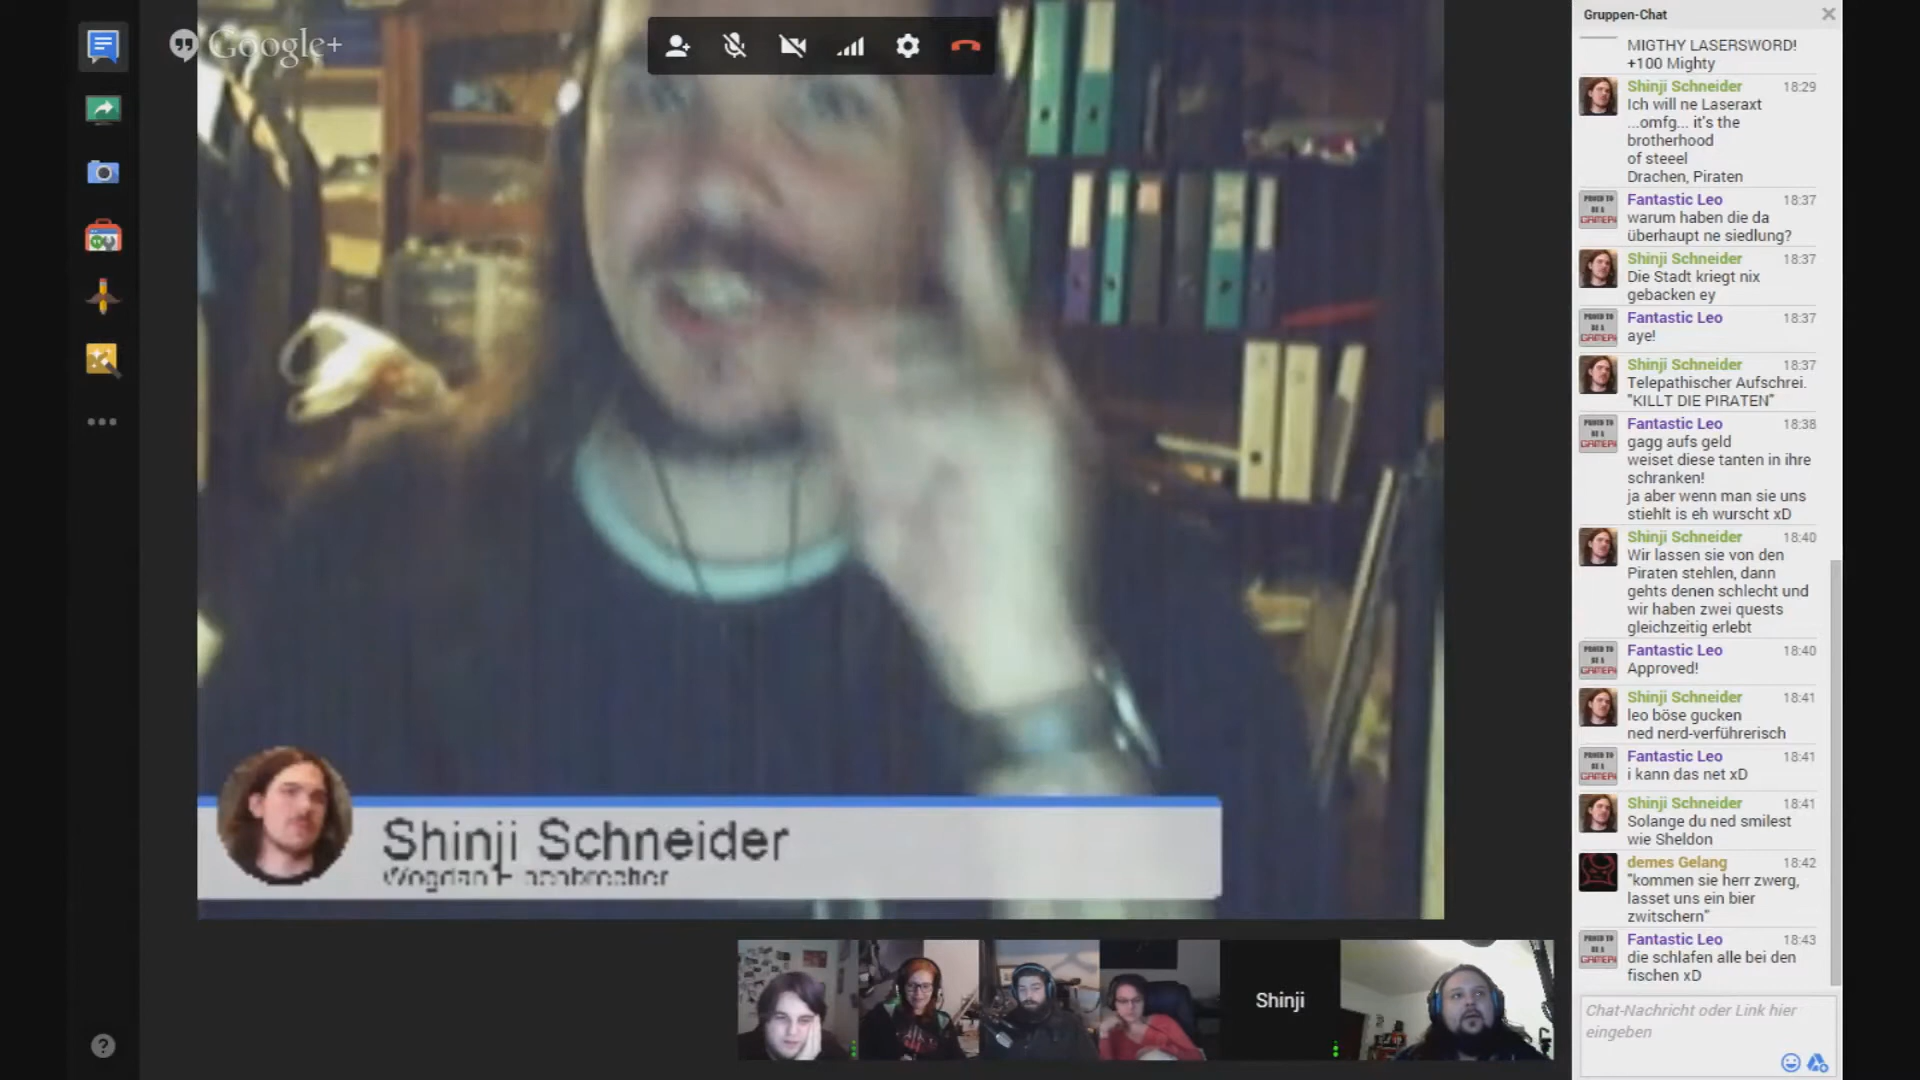 Google+
Gruppen-Chat
MIGTHY LASERSWORD!
+100 Mighty
Shinji Schneider 18:29
Ich will ne Laseraxt
...omfg... it's the
brotherhood
of steeel
Drachen, Piraten
Fantastic Leo 18:37
warum haben die da
überhaupt ne siedlung?
Shinji Schneider 18:37
Die Stadt kriegt nix
gebacken ey
Fantastic Leo 18:37
aye!
Shinji Schneider 18:37
Telepathischer Aufschrei.
"KILLT DIE PIRATEN"
Fantastic Leo 18:38
gagg aufs geld
weiset diese tanten in ihre
schranken!
ja aber wenn man sie uns
stiehlt is eh wurscht xD
Shinji Schneider 18:40
Wir lassen sie von den
Piraten stehlen, dann
gehts denen schlecht und
wir haben zwei quests
gleichzeitig erlebt
Fantastic Leo 18:40
Approved!
Shinji Schneider 18:41
leo böse gucken
ned nerd-verführerisch
Fantastic Leo 18:41
i kann das net xD
Shinji Schneider 18:41
Solange du ned smilest
wie Sheldon
demes Gelang 18:42
"kommen sie herr zwerg,
lasset uns ein bier
zwitschern"
Fantastic Leo 18:43
die schlafen alle bei den
fischen xD
Chat-Nachricht oder Link hier
eingeben
Shinji Schneider
Shinji